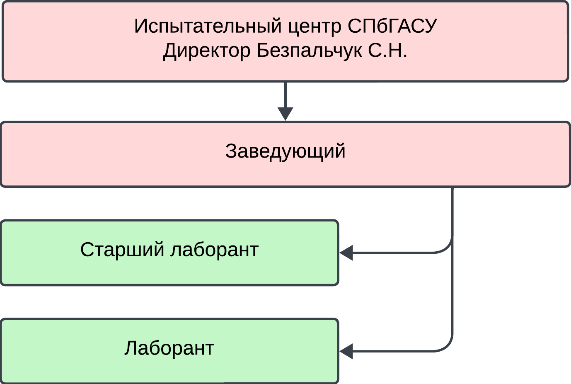 Испытательный центр СПбГАСУ
Директор Безпальчук С.Н.
Заведующий
Старший лаборант
Лаборант